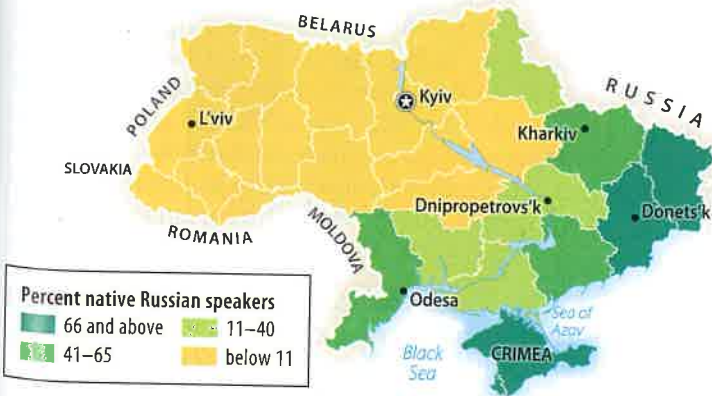 BELARUS
POLAND
RUSSIA
Kyiv
L'viv
Kharkiv
SLOVAKIA
Dnipropetrovs'k
Donets'k
ROMANIA
MOLDOVA
Odesa
Sea of
Azov
Black
Sea
CRIMEA
Percent native Russian speakers
66 and above
11–40
41–65
below 11